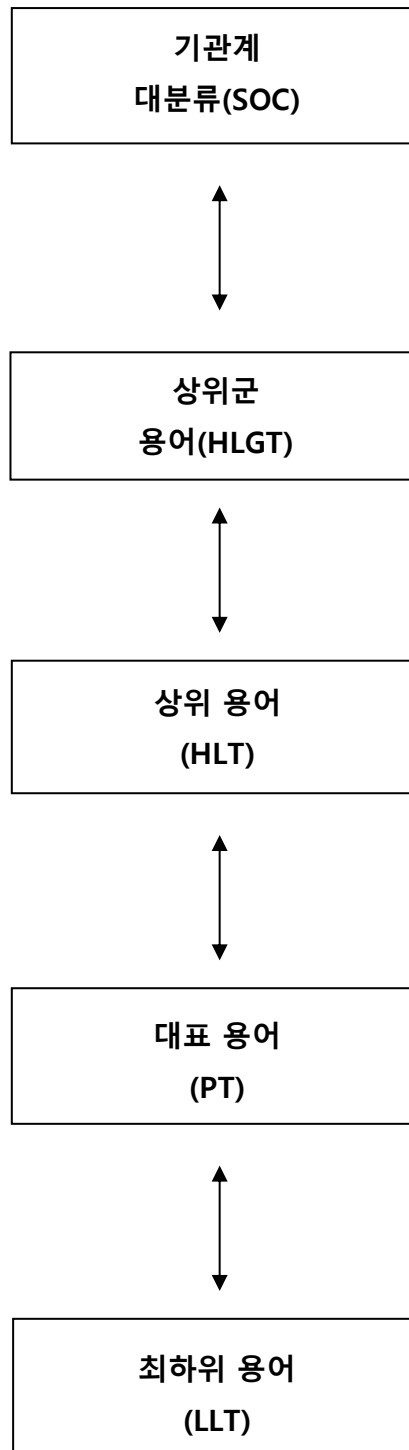 기관계
대분류(SOC)
상위군
용어(HLGT)
상위 용어
(HLT)
대표 용어
(PT)
최하위 용어
(LLT)